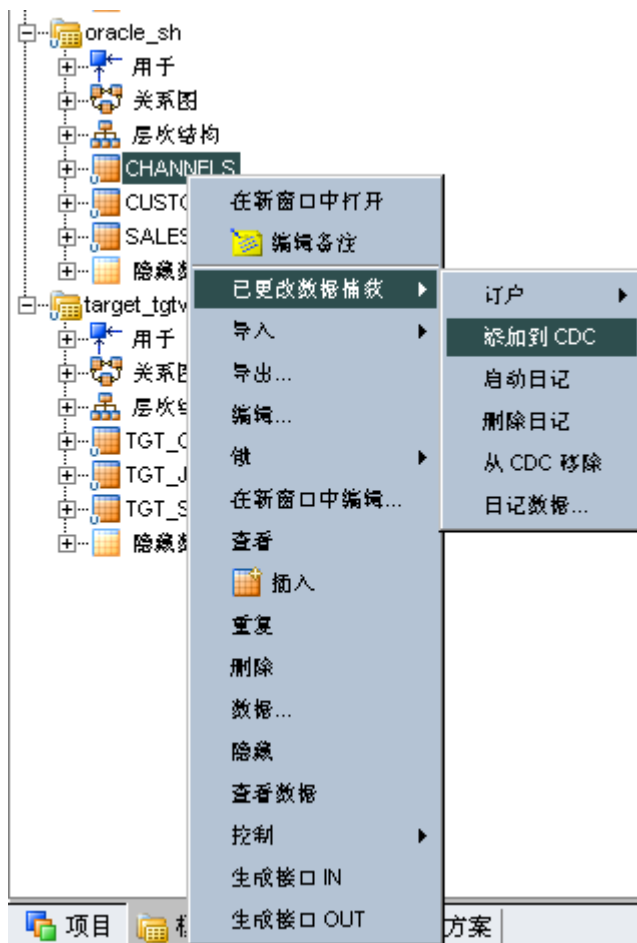 oracle_sh
用于
关系图
层次结构
CHANNELS
CUSTO
SALES
隐藏数
target_tgtv
用于
关系图
层次结构
TGT_C
TGT_J
TGT_S
隐藏数
在新窗口中打开
编辑备注
已更改数据捕获
导入
导出...
编辑...
键
在新窗口中编辑...
查看
插入
重复
删除
数据...
隐藏
查看数据
控制
生成接口 IN
生成接口 OUT
订户
添加到 CDC
启动日记
删除日记
从 CDC 移除
日记数据...
项目
方案